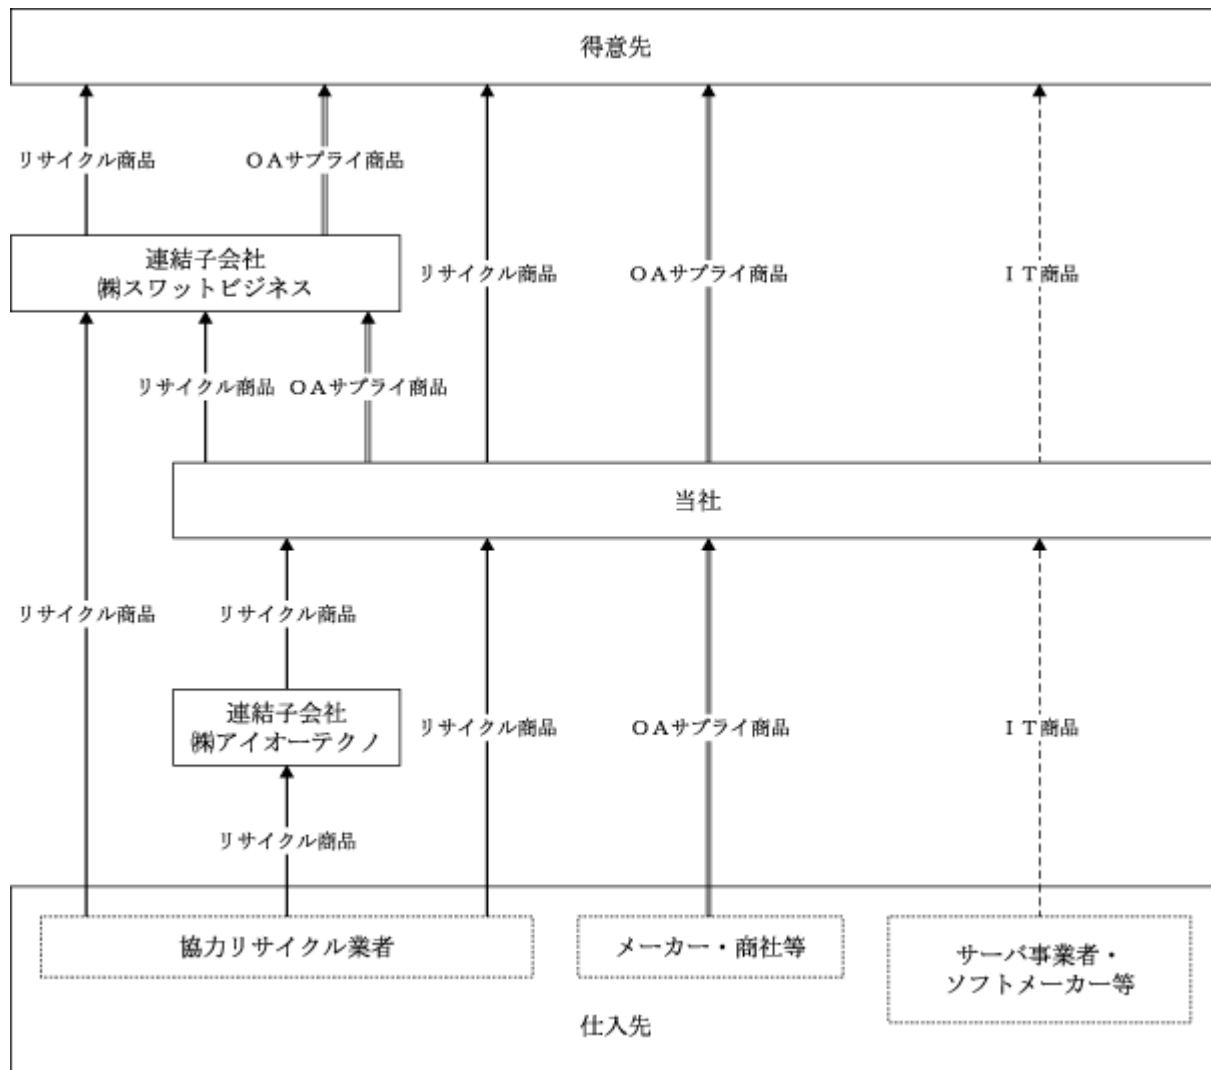 得意先
リサイクル商品
ＯＡサプライ商品
連結子会社
㈱スワットビジネス
リサイクル商品
ＯＡサプライ商品
ＩＴ商品
リサイクル商品
ＯＡサプライ商品
当社
リサイクル商品
リサイクル商品
連結子会社
㈱アイオーテクノ
リサイクル商品
ＯＡサプライ商品
ＩＴ商品
リサイクル商品
協力リサイクル業者
メーカー・商社等
サーバ事業者・
ソフトメーカー等
仕入先